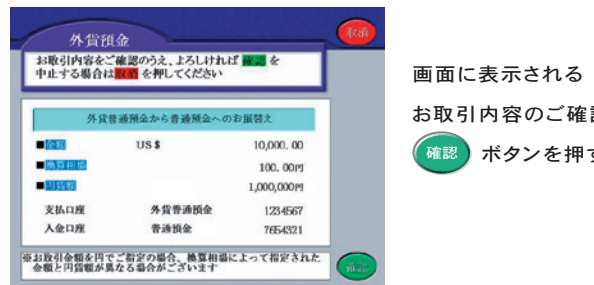 外貨預金
取消
お取引内容をご確認のうえ、よろしければ 確認 を
中止する場合は 取消 を押してください
外貨普通預金から普通預金へのお振替え
■金額 US$ 10,000.00
■換算相場 100.00円
■円貨額 1,000,000円
支払口座 外貨普通預金 1234567
入金口座 普通預金 7654321
※お取引金額を円でご指定の場合、換算相場によって指定された
金額と円貨額が異なる場合がございます
確認
画面に表示される
お取引内容のご確認
確認 ボタンを押す